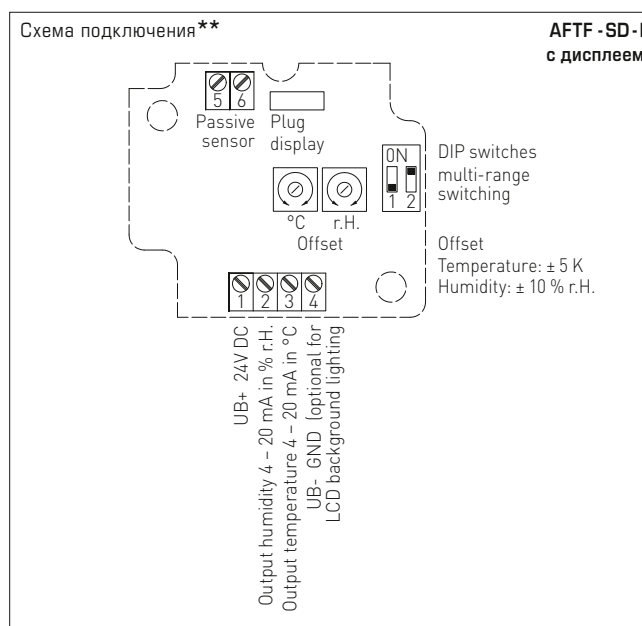 Схема подключения**
AFTF - SD - I
с дисплеем
5 6
Passive
sensor
Plug
display
ON
1 2
DIP switches
multi-range
switching
°C r.H.
Offset
Offset
Temperature: ± 5 K
Humidity: ± 10 % r.H.
1 2 3 4
UB+ 24V DC
Output humidity 4 – 20 mA in % r.H.
Output temperature 4 – 20 mA in °C
UB- GND (optional for
LCD background lighting